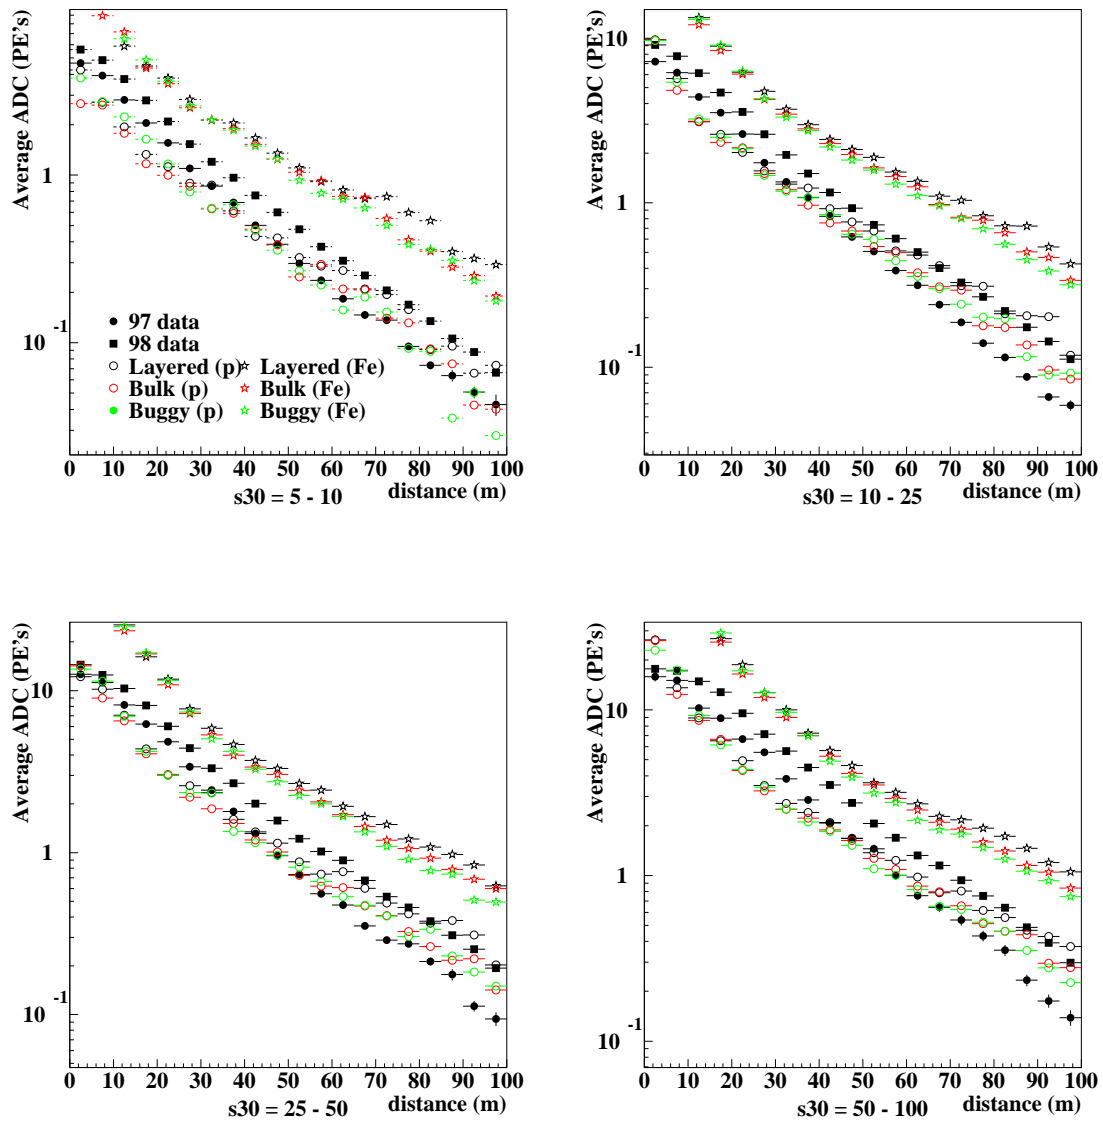 Average ADC (PE's)
1
10 -1
97 data
98 data
Layered (p) Layered (Fe)
Bulk (p) Bulk (Fe)
Buggy (p) Buggy (Fe)
0 10 20 30 40 50 60 70 80 90 100
distance (m)
s30 = 5 - 10
Average ADC (PE's)
10
1
10 -1
0 10 20 30 40 50 60 70 80 90 100
distance (m)
s30 = 10 - 25
Average ADC (PE's)
10
1
10 -1
0 10 20 30 40 50 60 70 80 90 100
distance (m)
s30 = 25 - 50
Average ADC (PE's)
10
1
10 -1
0 10 20 30 40 50 60 70 80 90 100
distance (m)
s30 = 50 - 100